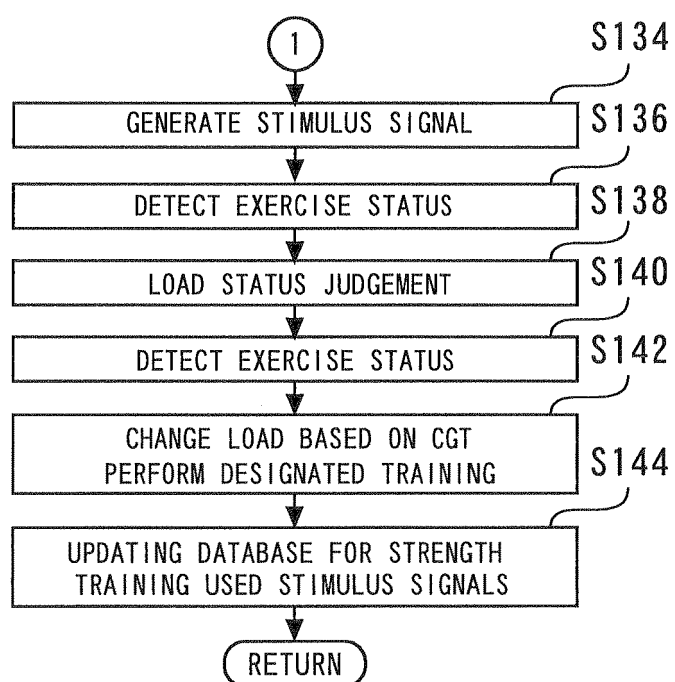 1
S134
GENERATE STIMULUS SIGNAL
S136
DETECT EXERCISE STATUS
S138
LOAD STATUS JUDGEMENT
S140
DETECT EXERCISE STATUS
S142
CHANGE LOAD BASED ON CGT
PERFORM DESIGNATED TRAINING
S144
UPDATING DATABASE FOR STRENGTH
TRAINING USED STIMULUS SIGNALS
RETURN